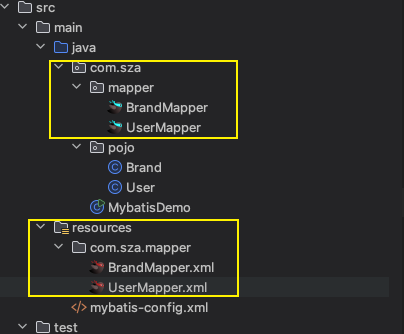 src
main
java
com.sza
mapper
BrandMapper
UserMapper
pojo
Brand
User
MybatisDemo
resources
com.sza.mapper
BrandMapper.xml
UserMapper.xml
mybatis-config.xml
test